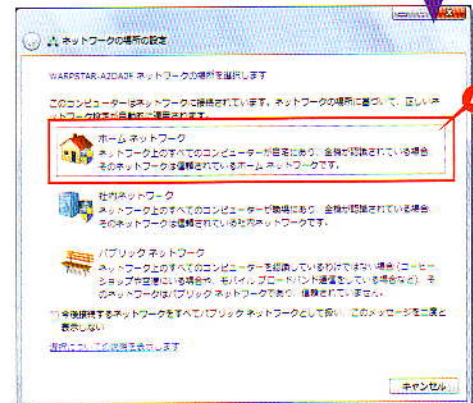 ネットワークの場所の設定
WARPSTAR-A2DA2F ネットワークの場所を選択します
このコンピューターはネットワークに接続されています。ネットワークの場所に基づいて、正しいネ
ットワーク設定が自動的に適用されます。
ホーム ネットワーク
ネットワーク上のすべてのコンピューターが自宅にあり、全機が認識されている場合、
そのネットワークは信頼されているホーム ネットワークです。
社内ネットワーク
ネットワーク上のすべてのコンピューターが職場にあり、全機が認識されている場合、
そのネットワークは信頼されている社内ネットワークです。
パブリック ネットワーク
ネットワーク上のすべてのコンピューターを認識しているわけではない場合 (コーヒー
ショップや空港にいる場合や、モバイル ブロードバンド通信をしている場合など)、そ
のネットワークはパブリック ネットワークであり、信頼されていません。
今後接続するネットワークをすべてパブリック ネットワークとして扱い、このメッセージを二度と
表示しない
選択についての説明を表示します
キャンセル